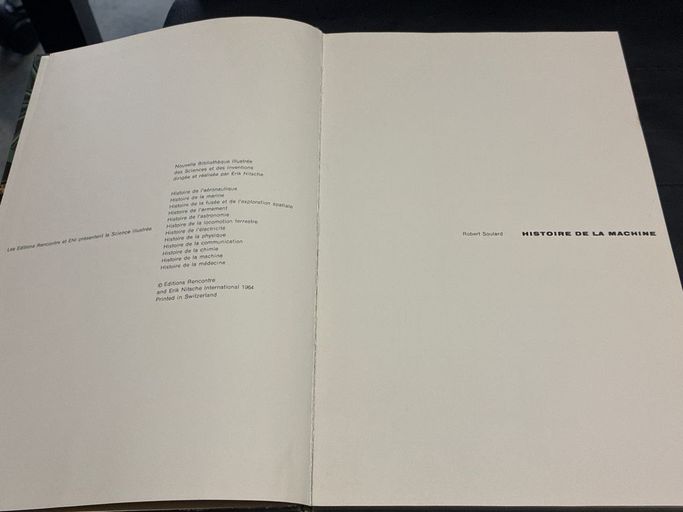 Les Editions Rencontre et ENI présentent la Science Illustrée
Nouvelle Bibliothèque Illustrée
des Sciences et des Inventions
dirigée et réalisée par Erik Nitsche
Histoire de l'aéronautique
Histoire de la marine
Histoire de la fusée et de l'exploration spatiale
Histoire de l'armement
Histoire de l'astronomie
Histoire de la locomotion terrestre
Histoire de l'électricité
Histoire de la physique
Histoire de la communication
Histoire de la chimie
Histoire de la machine
Histoire de la médecine
© Editions Rencontre
and Erik Nitsche International 1964
Printed in Switzerland
Robert Soulard HISTOIRE DE LA MACHINE